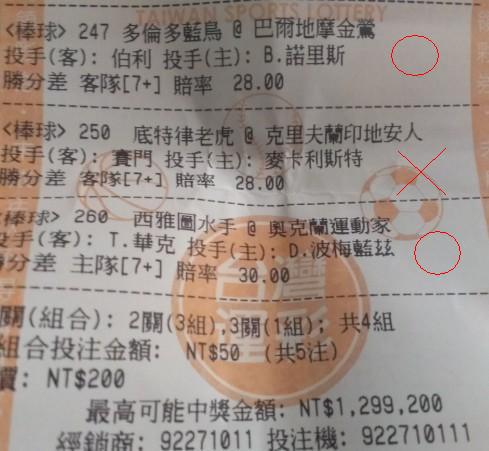 TAIWAN SPORTS LOTTERY
<棒球> 247 多倫多藍鳥 @ 巴爾地摩金鶯
投手(客): 伯利 投手(主): B.諾里斯
勝分差 客隊[7+] 賠率 28.00
<棒球> 250 底特律老虎 @ 克里夫蘭印地安人
投手(客): 賽門 投手(主): 麥卡利斯特
勝分差 客隊[7+] 賠率 28.00
<棒球> 260 西雅圖水手 @ 奧克蘭運動家
投手(客): T.華克 投手(主): D.波梅藍茲
勝分差 主隊[7+] 賠率 30.00
關(組合): 2關(3組),3關(1組); 共4組
組合投注金額: NT$50 (共5注)
價: NT$200
最高可能中獎金額: NT$1,299,200
經銷商: 92271011 投注機: 922710111